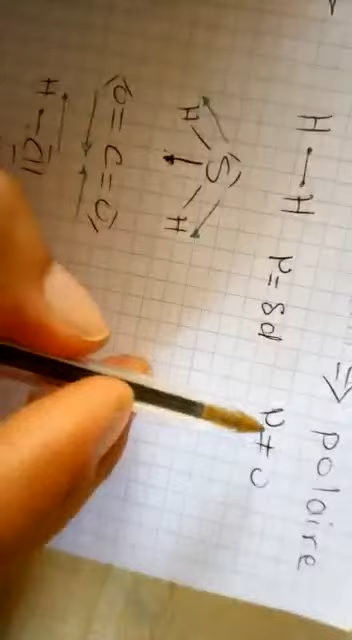 H — H ⇒ polaire
μ = δd μ ≠ 0
H S H
O = C = O
H — Cl